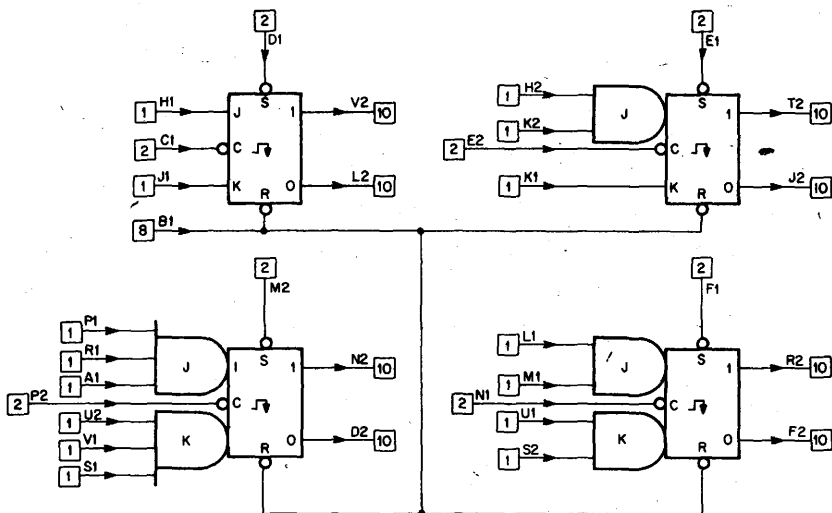 2 2
D1 E1
1 H1 J S 1 V2 10 1 H2 J S 1 T2 10
1 K2
2 C1 C 2 E2 C
1 J1 K R 0 L2 10 1 K1 K R 0 J2 10
8 B1
2 2
M2 F1
1 P1 S 1 L1 S
1 R1 J 1 1 N2 10 J 1 R2 10
1 A1 1 M1
2 P2 C 2 N1 C
1 U2 1 U1
1 V1 K R 0 D2 10 K R 0 F2 10
1 S1 1 S2